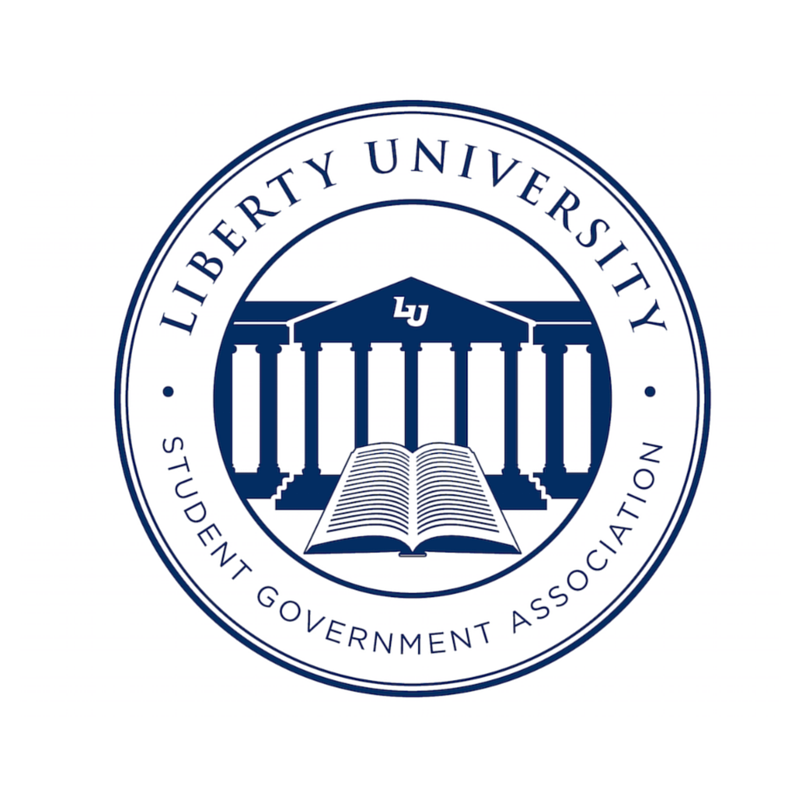 LIBERTY UNIVERSITY
LU
STUDENT GOVERNMENT ASSOCIATION